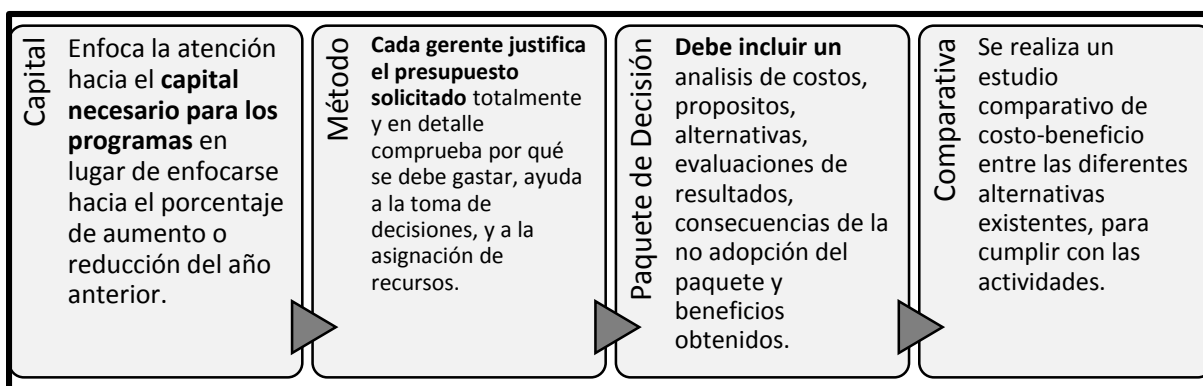 Capital
Enfoca la atención
hacia el capital
necesario para los
programas en
lugar de enfocarse
hacia el porcentaje
de aumento o
reducción del año
anterior.
Método
Cada gerente justifica
el presupuesto
solicitado totalmente
y en detalle
comprueba por qué
se debe gastar, ayuda
a la toma de
decisiones, y a la
asignación de
recursos.
Paquete de Decisión
Debe incluir un
analisis de costos,
propositos,
alternativas,
evaluaciones de
resultados,
consecuencias de la
no adopción del
paquete y
beneficios
obtenidos.
Comparativa
Se realiza un
estudio
comparativo de
costo-beneficio
entre las diferentes
alternativas
existentes, para
cumplir con las
actividades.